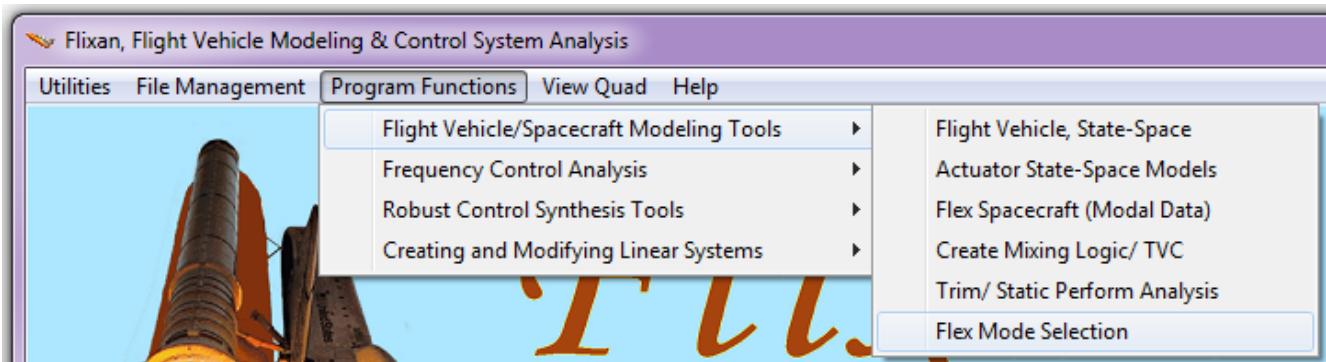 Flixan, Flight Vehicle Modeling & Control System Analysis
Utilities File Management Program Functions View Quad Help
Flight Vehicle/Spacecraft Modeling Tools
Frequency Control Analysis
Robust Control Synthesis Tools
Creating and Modifying Linear Systems
Flight Vehicle, State-Space
Actuator State-Space Models
Flex Spacecraft (Modal Data)
Create Mixing Logic/ TVC
Trim/ Static Perform Analysis
Flex Mode Selection